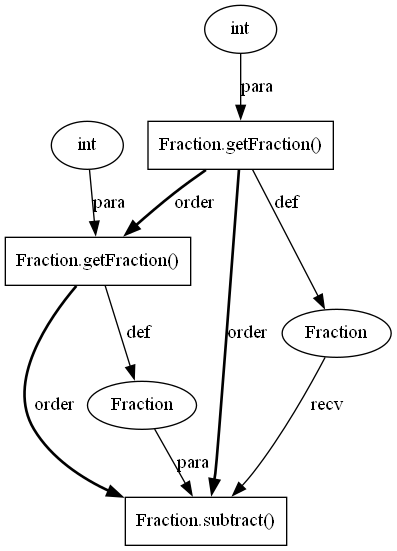 int
para
int
Fraction.getFraction()
para
order
def
Fraction.getFraction()
def
order
Fraction
order
Fraction
recv
para
Fraction.subtract()